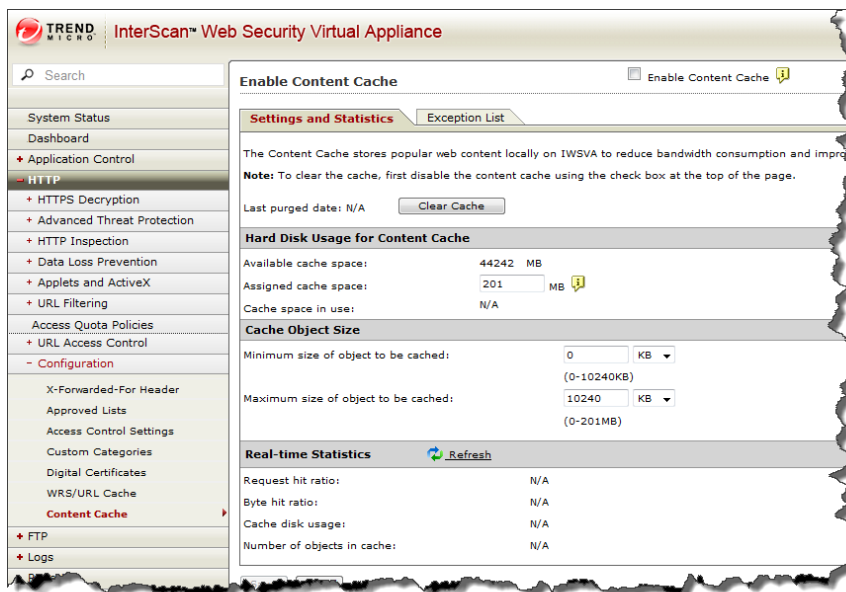 TREND MICRO InterScan™ Web Security Virtual Appliance
Search
System Status
Dashboard
+ Application Control
- HTTP
+ HTTPS Decryption
+ Advanced Threat Protection
+ HTTP Inspection
+ Data Loss Prevention
+ Applets and ActiveX
+ URL Filtering
Access Quota Policies
+ URL Access Control
- Configuration
X-Forwarded-For Header
Approved Lists
Access Control Settings
Custom Categories
Digital Certificates
WRS/URL Cache
Content Cache
+ FTP
+ Logs
Enable Content Cache
Enable Content Cache
Settings and Statistics
Exception List
The Content Cache stores popular web content locally on IWSVA to reduce bandwidth consumption and impro
Note: To clear the cache, first disable the content cache using the check box at the top of the page.
Last purged date: N/A Clear Cache
Hard Disk Usage for Content Cache
Available cache space: 44242 MB
Assigned cache space: 201 MB
Cache space in use: N/A
Cache Object Size
Minimum size of object to be cached: 0 KB
(0-10240KB)
Maximum size of object to be cached: 10240 KB
(0-201MB)
Real-time Statistics Refresh
Request hit ratio: N/A
Byte hit ratio: N/A
Cache disk usage: N/A
Number of objects in cache: N/A